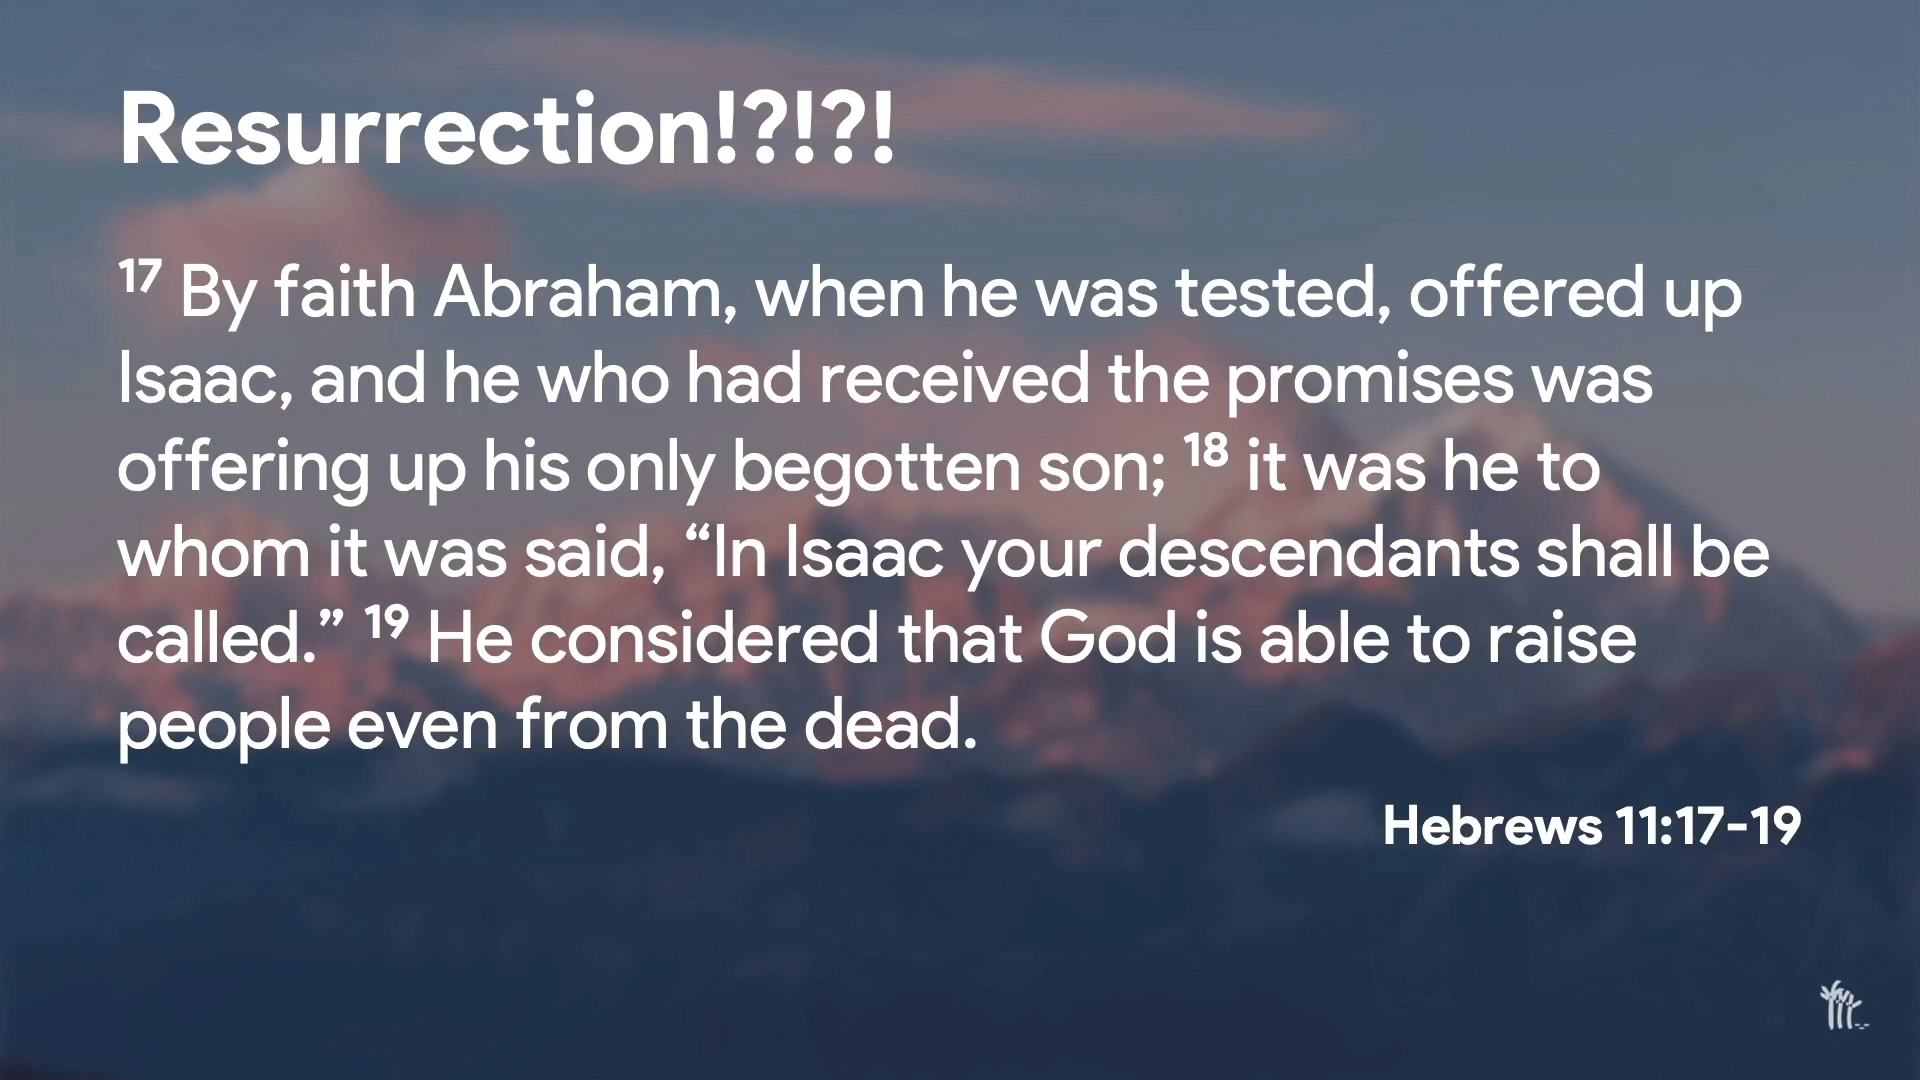 Resurrection!?!?!
17 By faith Abraham, when he was tested, offered up
Isaac, and he who had received the promises was
offering up his only begotten son; 18 it was he to
whom it was said, “In Isaac your descendants shall be
called.” 19 He considered that God is able to raise
people even from the dead.
Hebrews 11:17-19